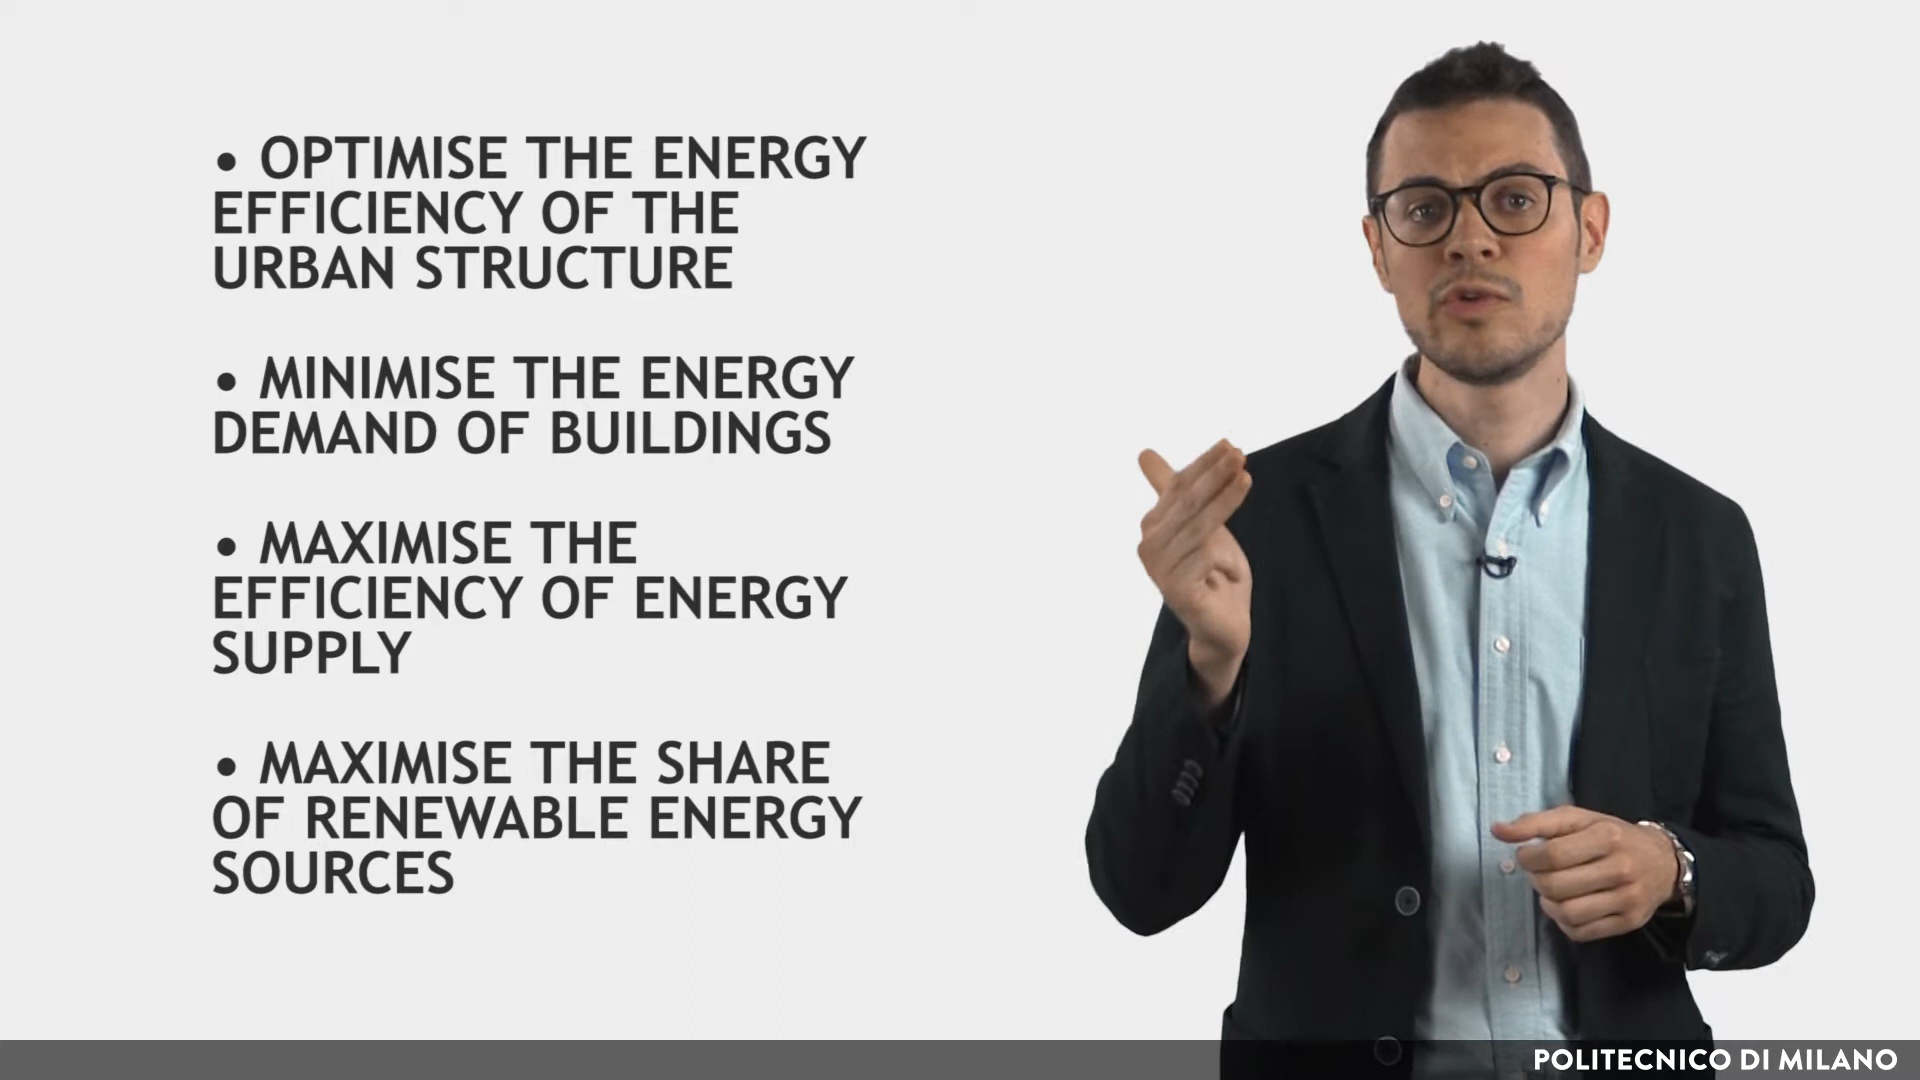 • OPTIMISE THE ENERGY
EFFICIENCY OF THE
URBAN STRUCTURE
• MINIMISE THE ENERGY
DEMAND OF BUILDINGS
• MAXIMISE THE
EFFICIENCY OF ENERGY
SUPPLY
• MAXIMISE THE SHARE
OF RENEWABLE ENERGY
SOURCES
POLITECNICO DI MILANO